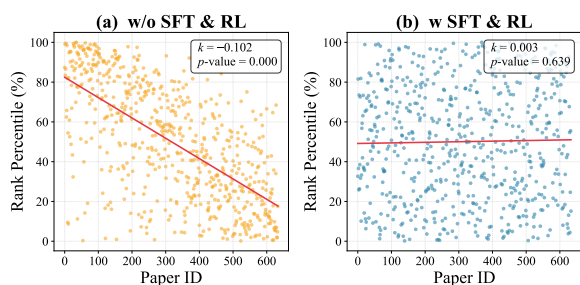 (a) w/o SFT & RL
k = −0.102
p-value = 0.000
Rank Percentile (%)
100
80
60
40
20
0
0 100 200 300 400 500 600
Paper ID
(b) w SFT & RL
k = 0.003
p-value = 0.639
Rank Percentile (%)
100
80
60
40
20
0
0 100 200 300 400 500 600
Paper ID